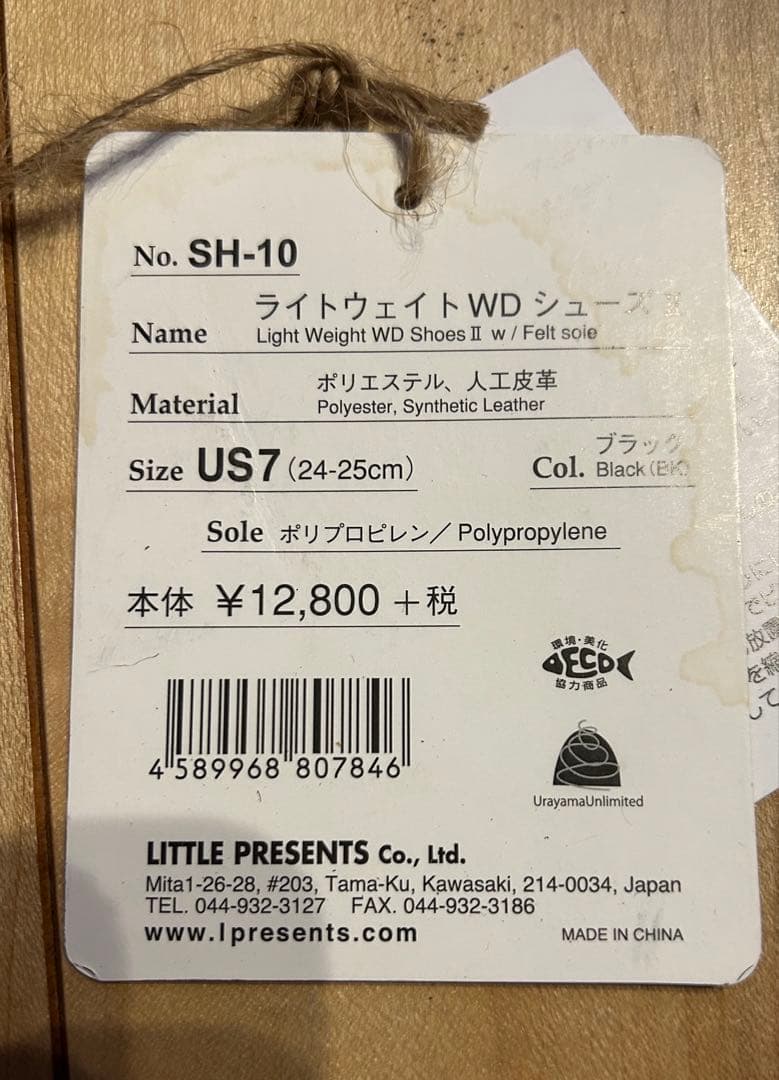 No. SH-10
ライトウェイトWD シューズ Ⅱ
Name Light Weight WD Shoes Ⅱ w / Felt sole
ポリエステル、人工皮革
Material Polyester, Synthetic Leather
ブラック
Size US7 (24-25cm) Col. Black (BK)
Sole ポリプロピレン／Polypropylene
本体 ￥12,800 ＋税
環境・美化
ECO
協力商品
4 589968 807846
UrayamaUnlimited
LITTLE PRESENTS Co., Ltd.
Mita1-26-28, #203, Tama-Ku, Kawasaki, 214-0034, Japan
TEL. 044-932-3127 FAX. 044-932-3186
www.lpresents.com
MADE IN CHINA